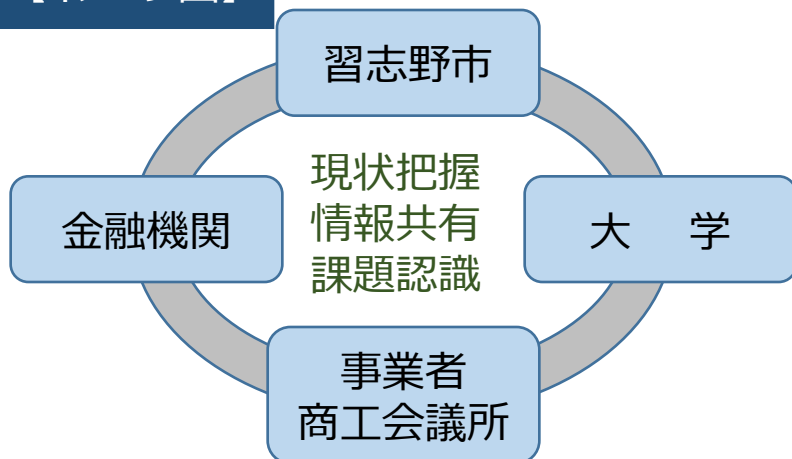 習志野市
現状把握
情報共有
課題認識
金融機関
大　学
事業者
商工会議所